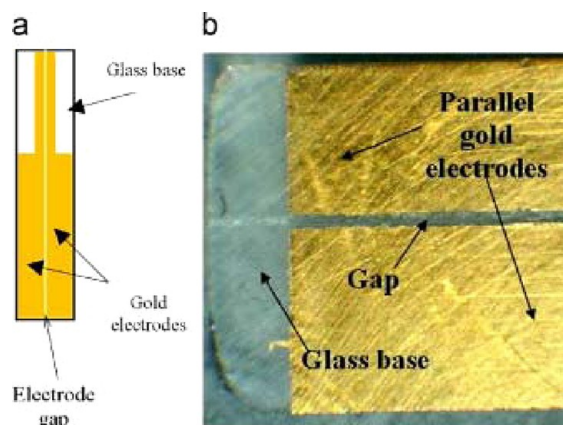 a
Glass base
Gold
electrodes
Electrode
gap
b
Parallel
gold
electrodes
Gap
Glass base